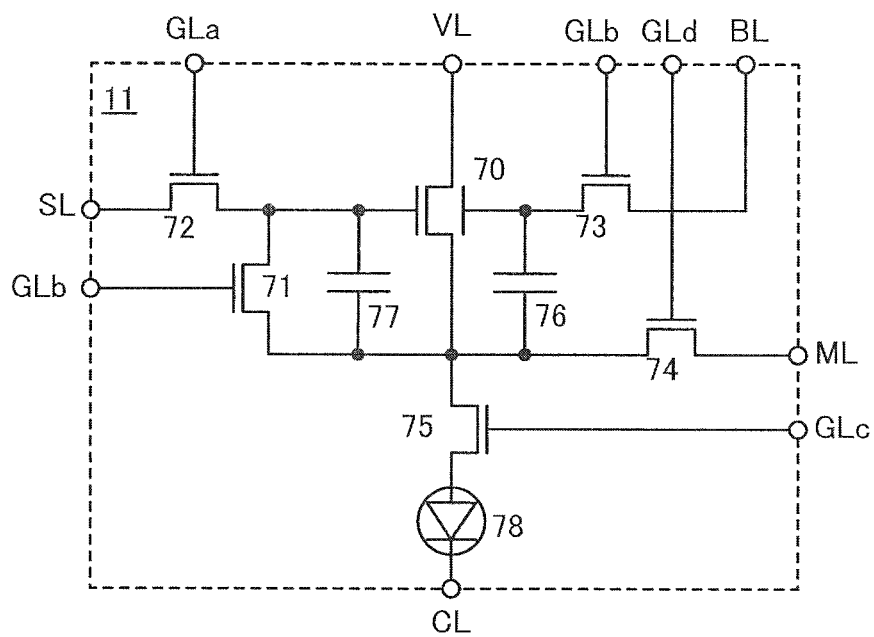 GLa VL GLb GLd BL
11
70
SL 72 73
GLb 71 77 76 74 ML
75 GLc
78
CL